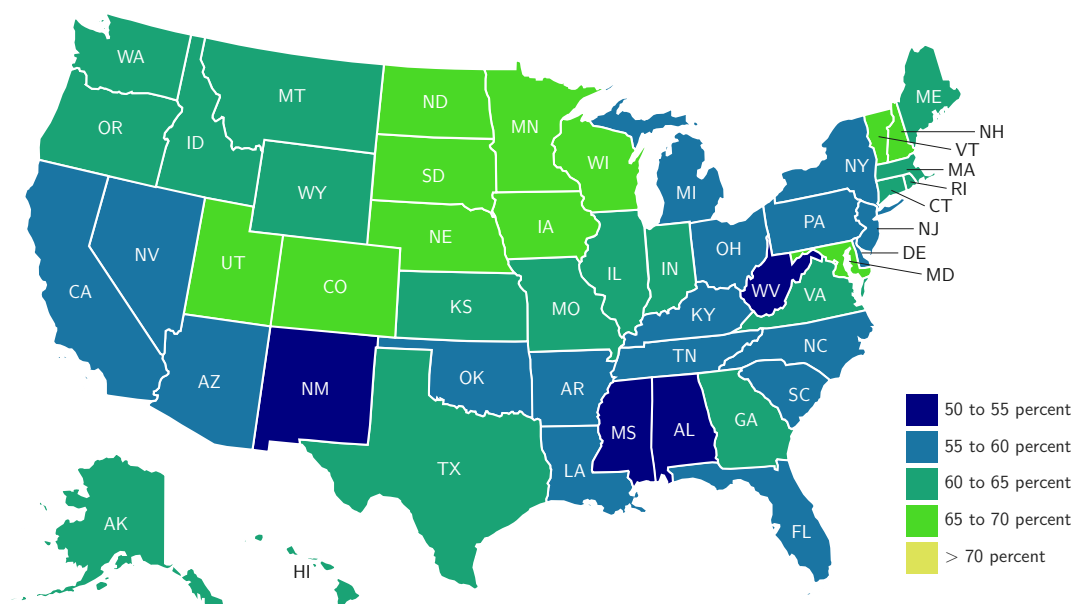 WA
MT
ND
MN
OR
ID
SD
WI
ME
NH
VT
WY
NY
MA
RI
MI
CT
NE
IA
PA
NJ
NV
UT
CO
IL
IN
OH
DE
MD
CA
KS
MO
WV
VA
KY
AZ
NM
OK
AR
TN
NC
SC
TX
LA
MS
AL
GA
FL
AK
HI
50 to 55 percent
55 to 60 percent
60 to 65 percent
65 to 70 percent
> 70 percent